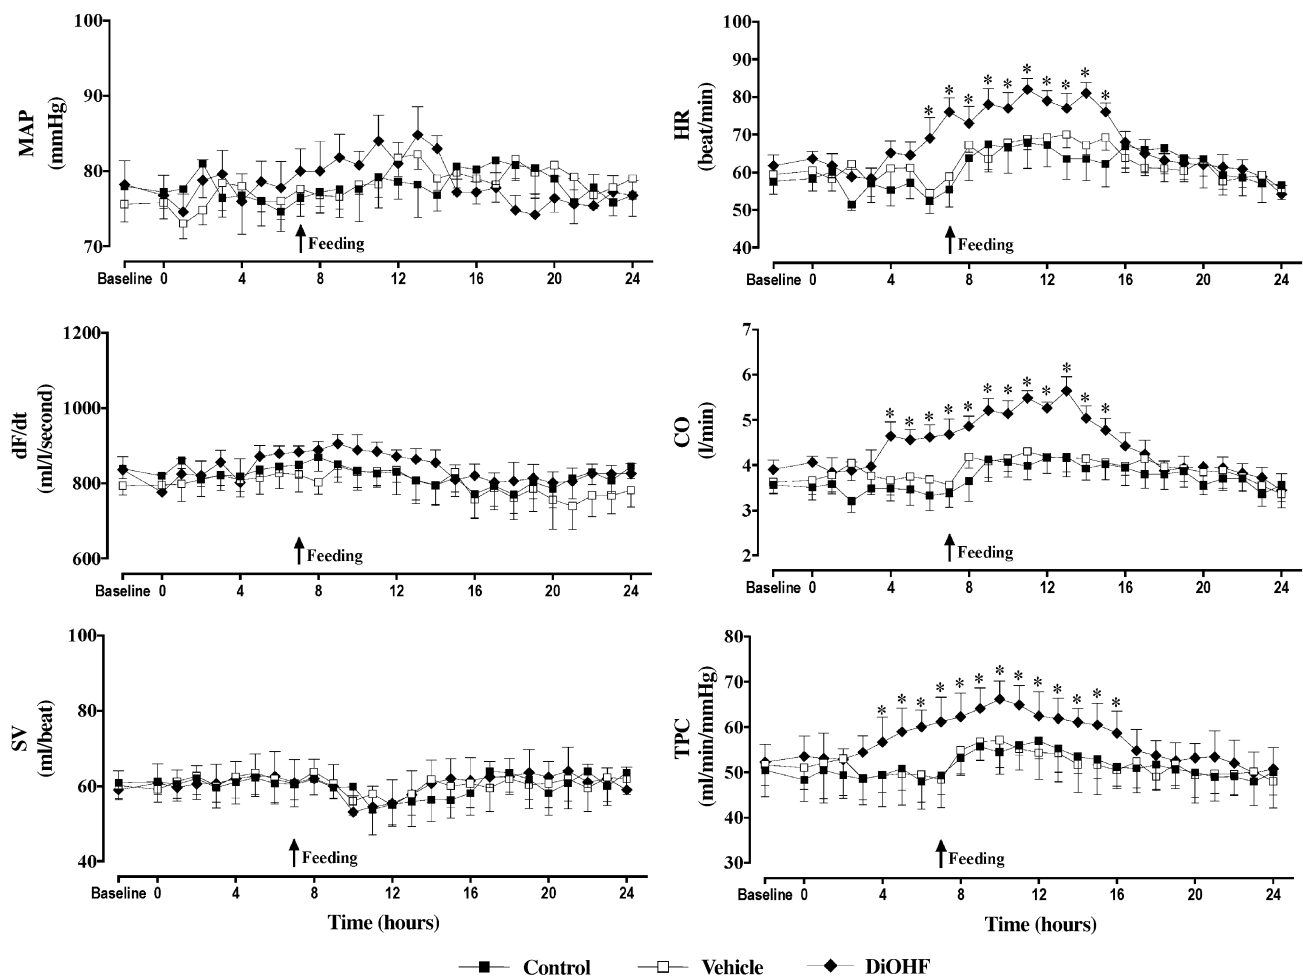 MAP
(mmHg)
100
90
80
70
Feeding
Baseline 0 4 8 12 16 20 24
HR
(beat/min)
100
90
80
70
60
50
40
* * * * * * * * * *
Feeding
Baseline 0 4 8 12 16 20 24
dF/dt
(ml/l/second)
1200
1000
800
600
Feeding
Baseline 0 4 8 12 16 20 24
CO
(l/min)
7
6
5
4
3
2
* * * * * * * * * * * *
Feeding
Baseline 0 4 8 12 16 20 24
SV
(ml/beat)
100
80
60
40
Feeding
Baseline 0 4 8 12 16 20 24
Time (hours)
TPC
(ml/min/mmHg)
80
70
60
50
40
30
* * * * * * * * * * * * *
Feeding
Baseline 0 4 8 12 16 20 24
Time (hours)
Control Vehicle DiOHF